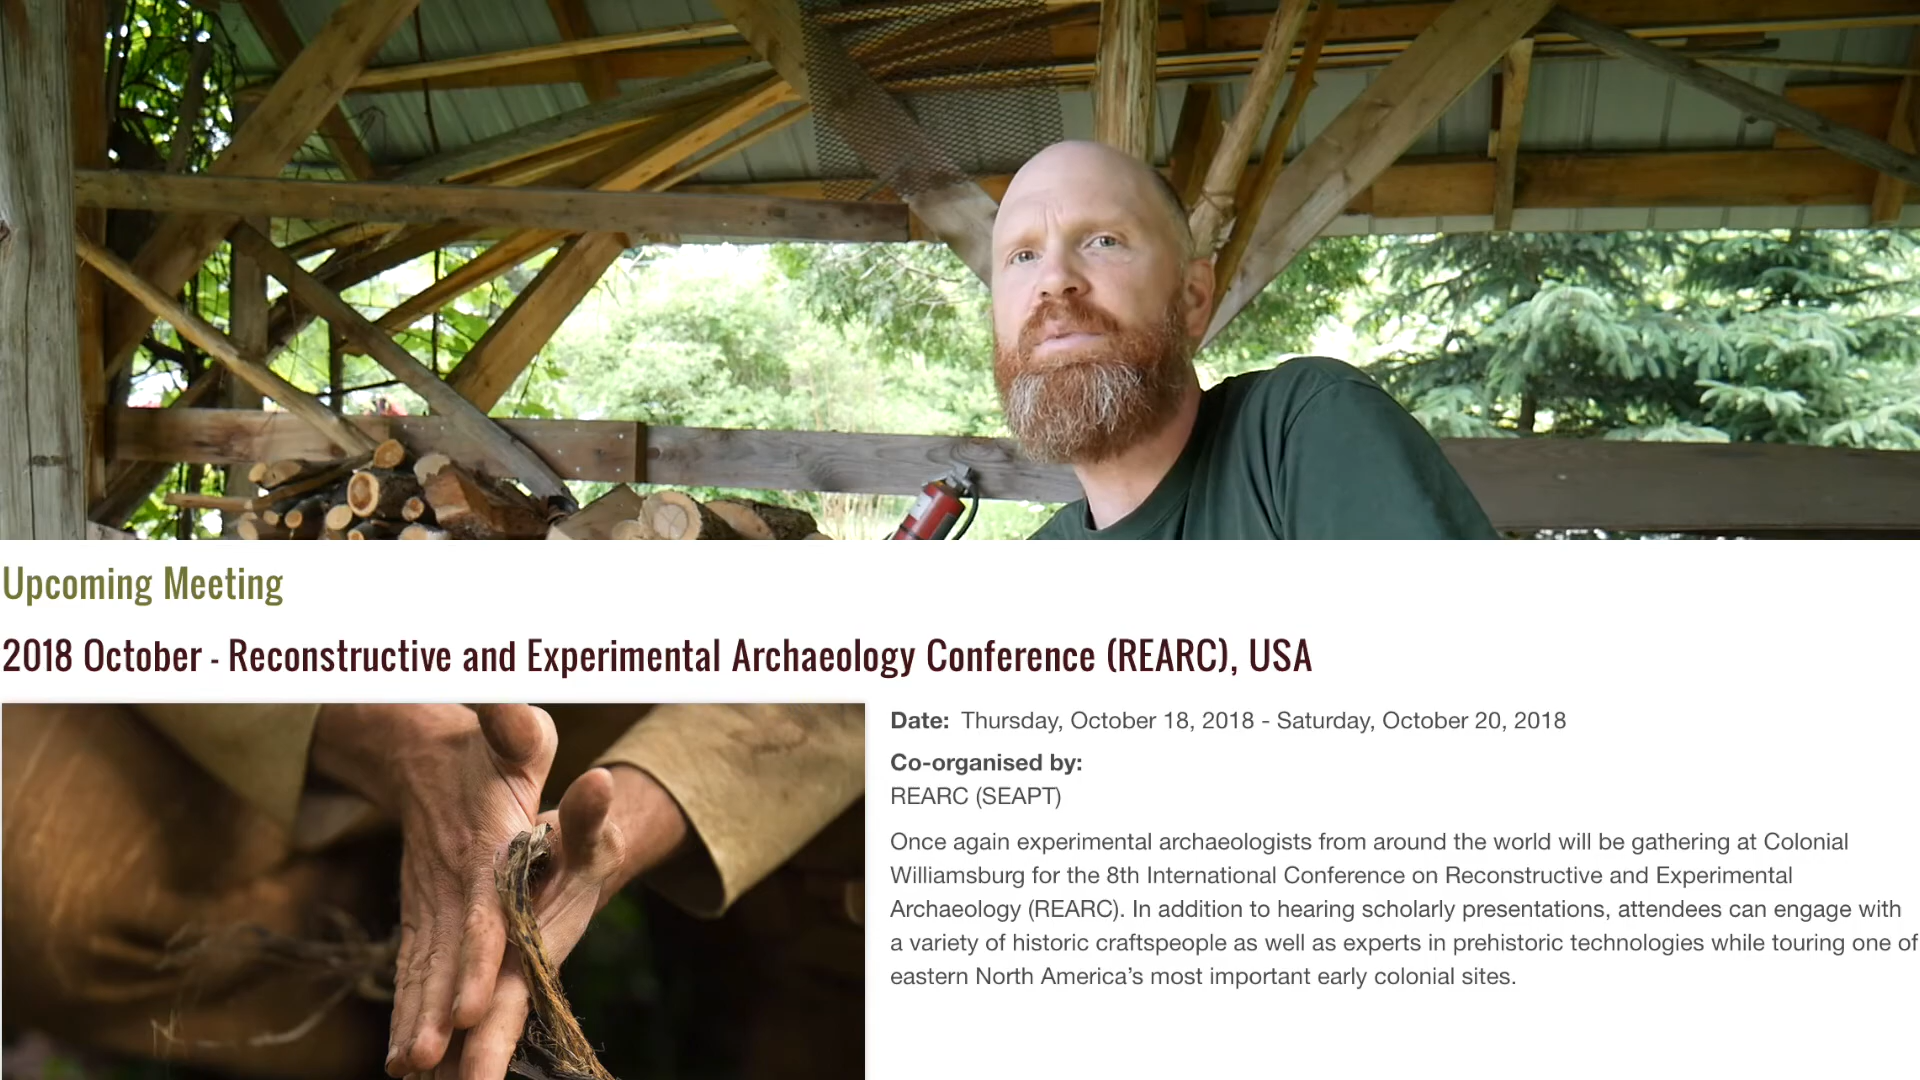 Upcoming Meeting
2018 October - Reconstructive and Experimental Archaeology Conference (REARC), USA
Date: Thursday, October 18, 2018 - Saturday, October 20, 2018
Co-organised by:
REARC (SEAPT)
Once again experimental archaeologists from around the world will be gathering at Colonial
Williamsburg for the 8th International Conference on Reconstructive and Experimental
Archaeology (REARC). In addition to hearing scholarly presentations, attendees can engage with
a variety of historic craftspeople as well as experts in prehistoric technologies while touring one of
eastern North America’s most important early colonial sites.